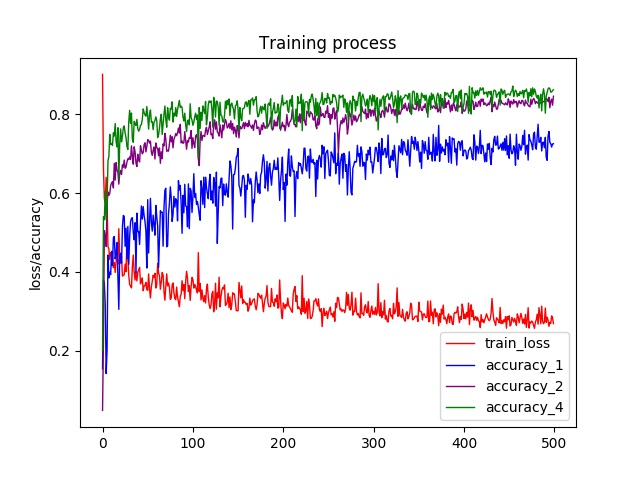 Training process
loss/accuracy
0.8
0.6
0.4
0.2
0 100 200 300 400 500
train_loss
accuracy_1
accuracy_2
accuracy_4